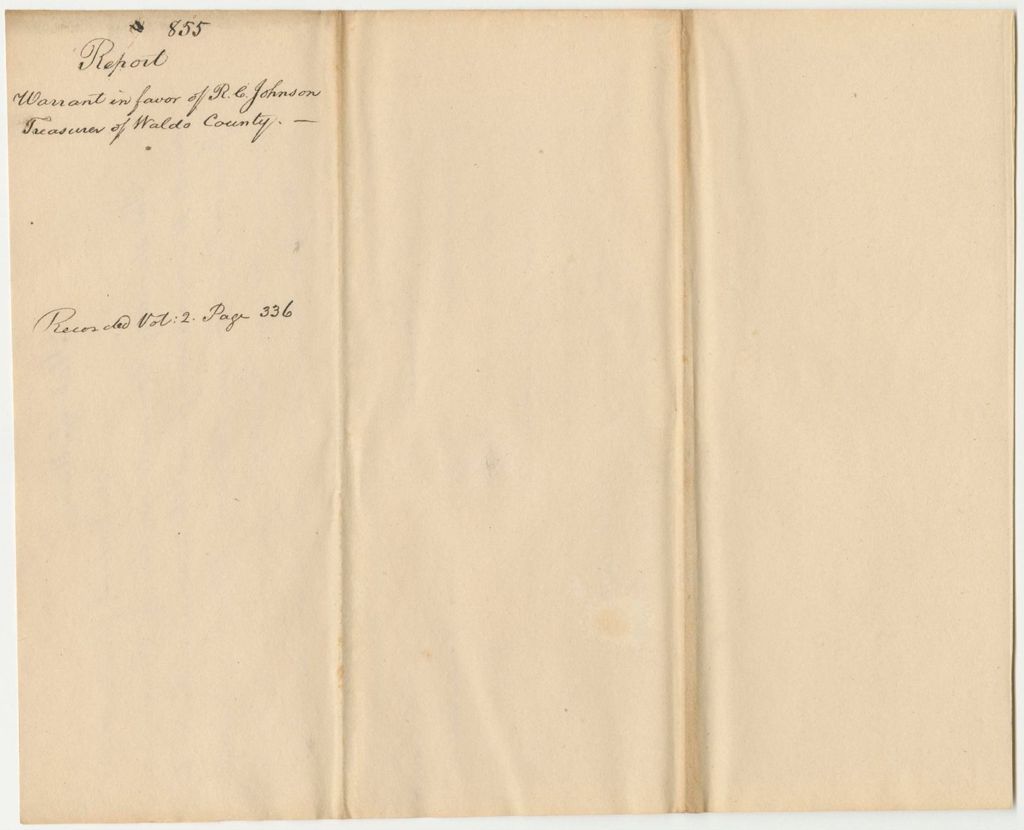 855
Report
Warrant in favor of R. C. Johnson
Treasurer of Waldo County. —
Recorded Vol: 2. Page 336